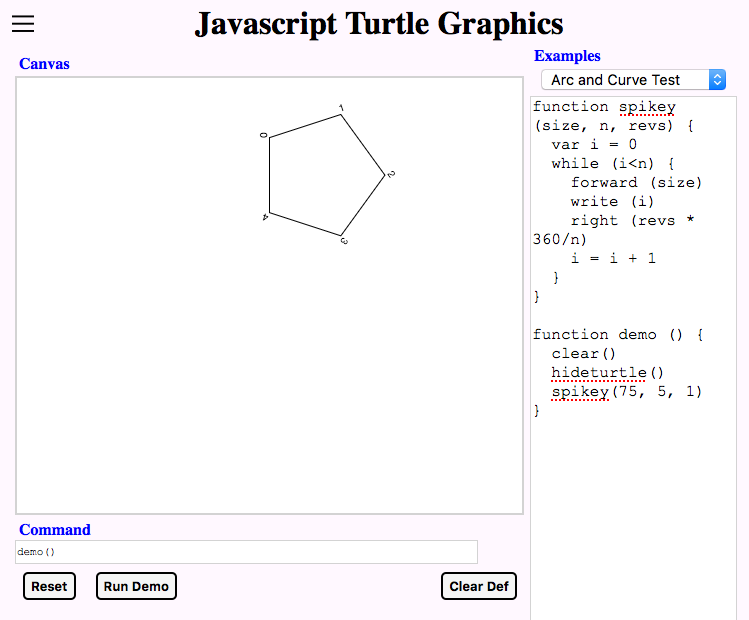 Javascript Turtle Graphics
Canvas
1
0
2
4
3
Command
demo()
Reset
Run Demo
Clear Def
Examples
Arc and Curve Test
function spikey
(size, n, revs) {
  var i = 0
  while (i<n) {
    forward (size)
    write (i)
    right (revs *
360/n)
    i = i + 1
  }
}

function demo () {
  clear()
  hideturtle()
  spikey(75, 5, 1)
}